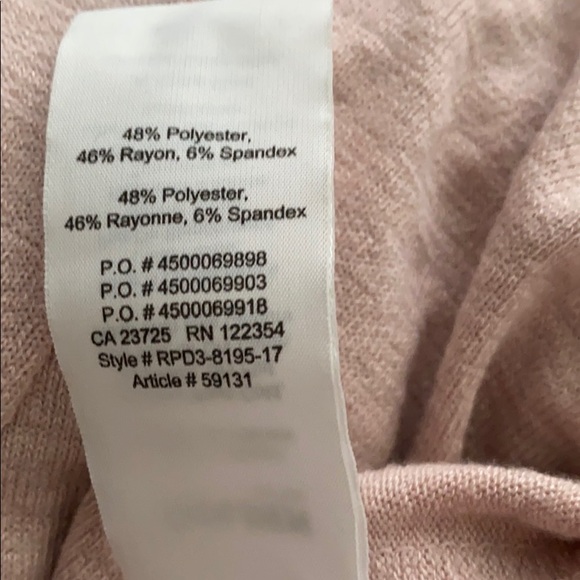 48% Polyester,
46% Rayon, 6% Spandex
48% Polyester,
46% Rayonne, 6% Spandex
P.O. # 4500069898
P.O. # 4500069903
P.O. # 4500069918
CA 23725 RN 122354
Style # RPD3-8195-17
Article # 59131